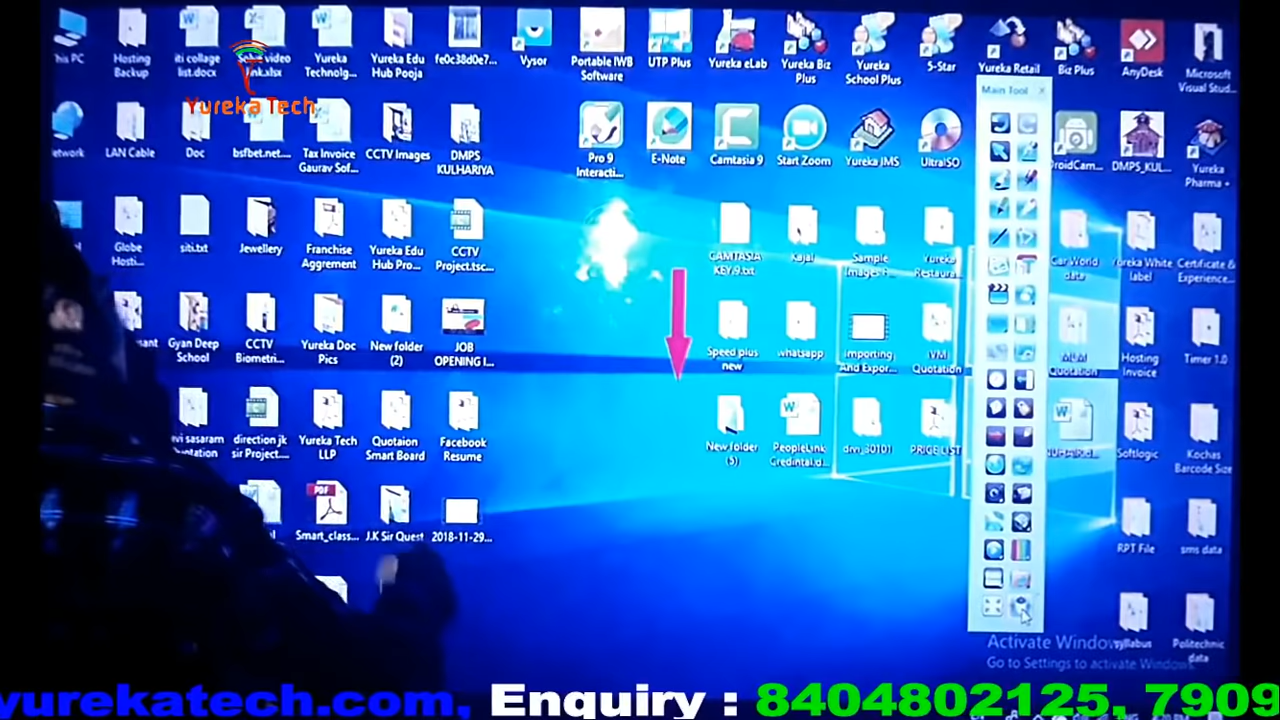 This PC
Hosting
Backup
iti collage
list.docx
Yureka
Technolg...
Yureka Edu
Hub Pooja
fe0c38d0e7...
Vysor
Portable IWB
Software
UTP Plus
Yureka eLab
Yureka Biz
Plus
Yureka
School Plus
5-Star
Yureka Retail
Biz Plus
AnyDesk
Microsoft
Visual Stud...
Yureka Tech
Main Tool
LAN Cable
Doc
bsfbet.net....
Tax Invoice
Gaurav Sof...
CCTV Images
DMPS
KULHARIYA
Pro 9
Interacti...
E-Note
Camtasia 9
Start Zoom
Yureka JMS
UltraISO
DroidCam...
DMPS_KUL...
Yureka
Pharma +
Globe
Hosti...
siti.txt
Jewellery
Franchise
Aggrement
Yureka Edu
Hub Pro...
CCTV
Project.tsc...
CAMTASIA
KEY.9.txt
Kajal
Sample
Images F...
Yureka
Restaura...
Car World
data
Yureka White
label
Certificate &
Experience...
Gyan Deep
School
CCTV
Biometri...
Yureka Doc
Pics
New folder
(2)
JOB
OPENING I...
Speed plus
new
whatsapp
Importing
And Expor...
VM
Quotation
MLM
Quotation
Hosting
Invoice
Timer 1.0
direction jk
sir Project....
Yureka Tech
LLP
Quotaion
Smart Board
Facebook
Resume
New folder
(5)
PeopleLink
Credintal.d...
PRICE LIST
Softlogic
Kochas
Barcode Size
PDF
Smart_class...
J.K Sir Quest
2018-11-29...
RPT File
sms data
syllabus
Politechnic
data
Activate Windows
Go to Settings to activate Windows.
yurekatech.com, Enquiry : 8404802125, 7909